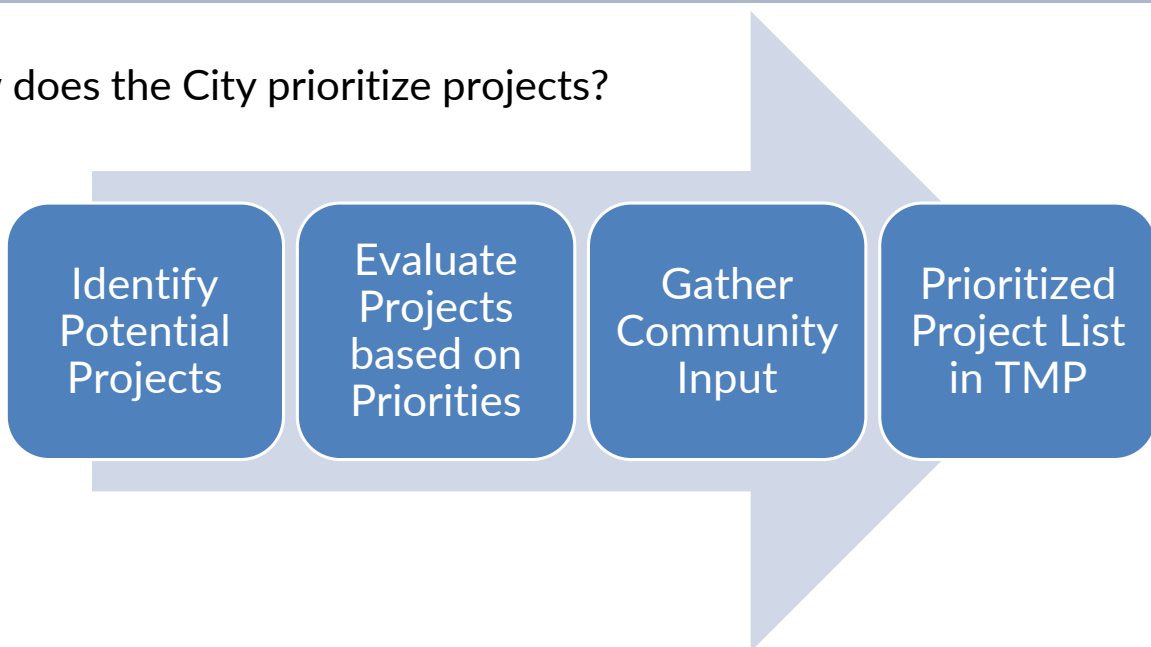 does the City prioritize projects?
Identify
Potential
Projects
Evaluate
Projects
based on
Priorities
Gather
Community
Input
Prioritized
Project List
in TMP